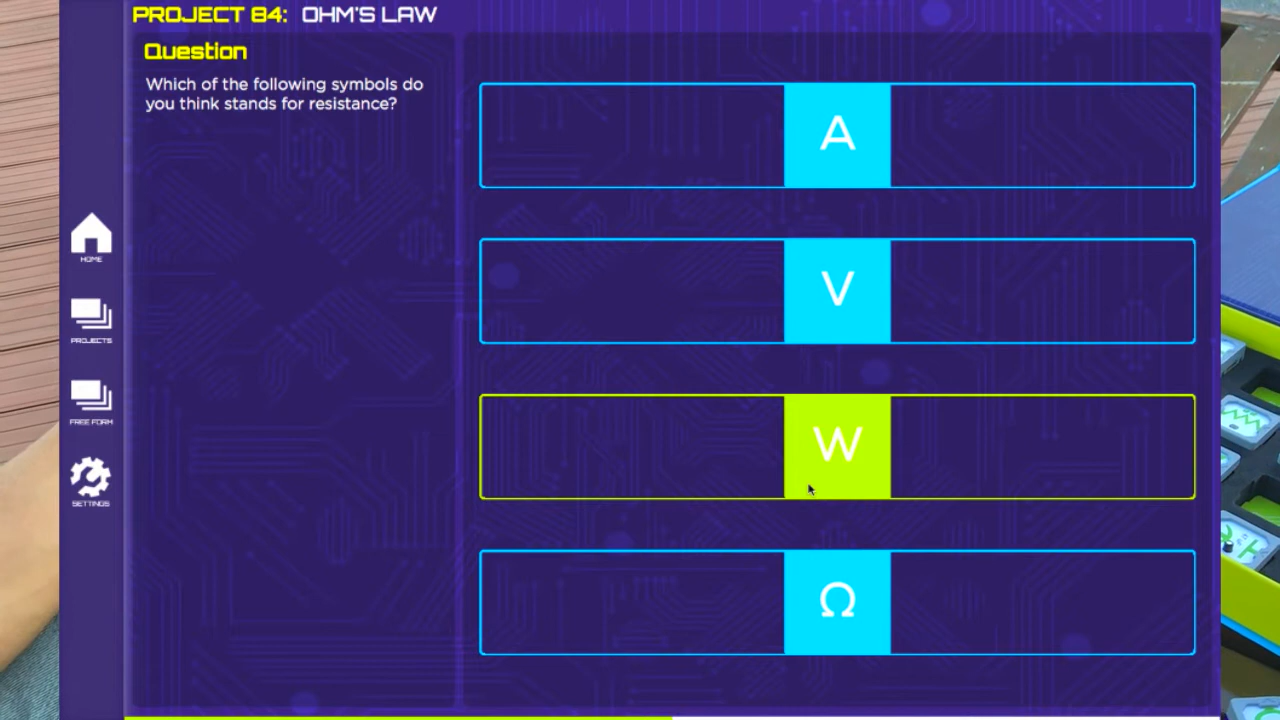 PROJECT 84: OHM'S LAW
Question
Which of the following symbols do
you think stands for resistance?
A
V
W
Ω
HOME
PROJECTS
FREE FORM
SETTINGS